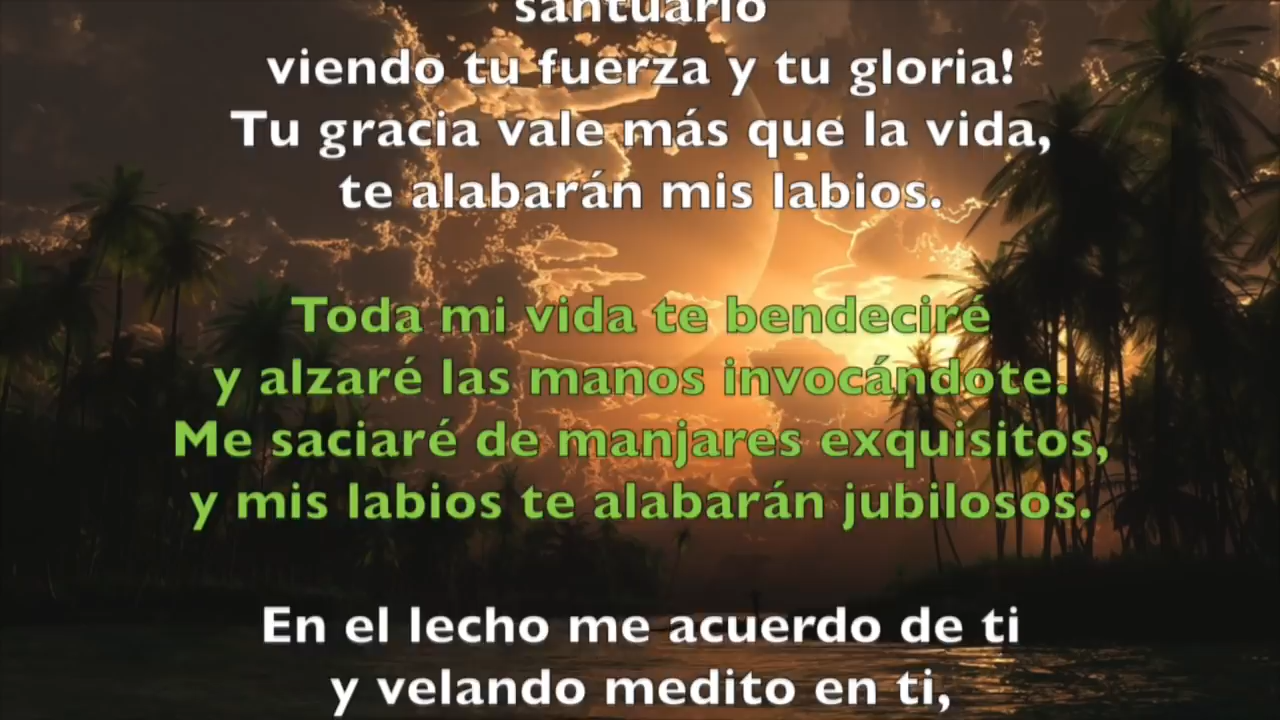 santuario
viendo tu fuerza y tu gloria!
Tu gracia vale más que la vida,
te alabarán mis labios.
Toda mi vida te bendeciré
y alzaré las manos invocándote.
Me saciaré de manjares exquisitos,
y mis labios te alabarán jubilosos.
En el lecho me acuerdo de ti
y velando medito en ti,